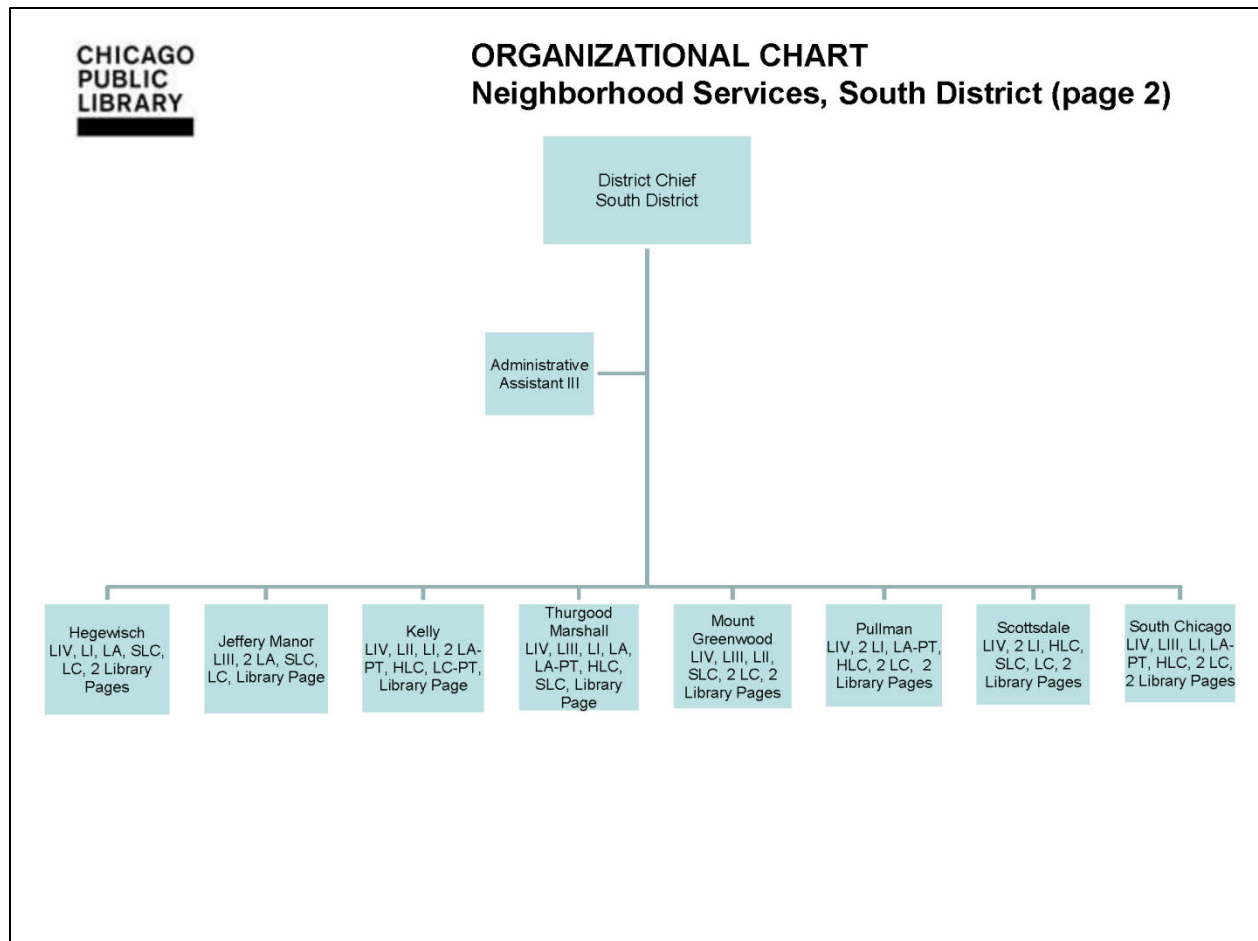 CHICAGO
PUBLIC
LIBRARY
ORGANIZATIONAL CHART
Neighborhood Services, South District (page 2)
District Chief
South District
Administrative
Assistant III
Hegewisch
LIV, LI, LA, SLC,
LC, 2 Library
Pages
Jeffery Manor
LIII, 2 LA, SLC,
LC, Library Page
Kelly
LIV, LII, LI, 2 LA-
PT, HLC, LC-PT,
Library Page
Thurgood
Marshall
LIV, LIII, LI, LA,
LA-PT, HLC,
SLC, Library
Page
Mount
Greenwood
LIV, LIII, LII,
SLC, 2 LC, 2
Library Pages
Pullman
LIV, 2 LI, LA-PT,
HLC, 2 LC, 2
Library Pages
Scottsdale
LIV, 2 LI, HLC,
SLC, LC, 2
Library Pages
South Chicago
LIV, LIII, LI, LA-
PT, HLC, 2 LC,
2 Library Pages